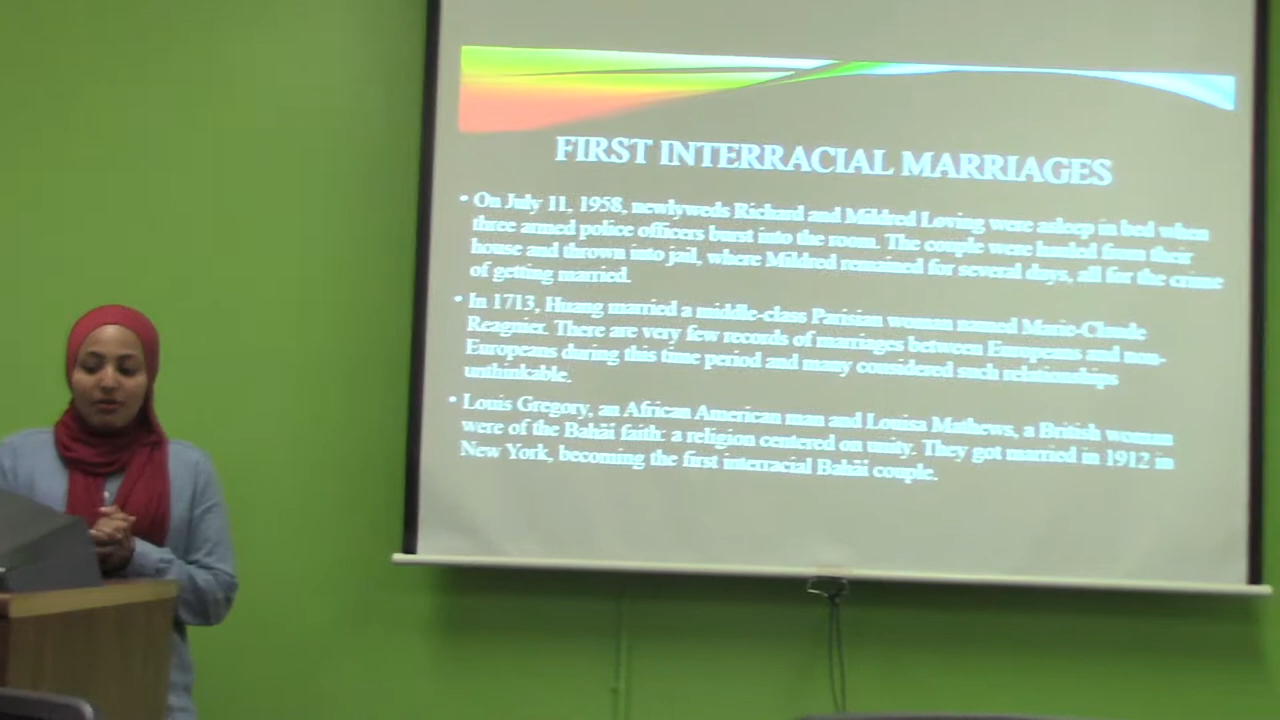 FIRST INTERRACIAL MARRIAGES
• On July 11, 1958, newlyweds Richard and Mildred Loving were asleep in bed when
three armed police officers burst into the room. The couple were hauled from their
house and thrown into jail, where Mildred remained for several days, all for the crime
of getting married.
• In 1713, Huang married a middle-class Parisian woman named Marie-Claude
Reagnier. There are very few records of marriages between Europeans and non-
Europeans during this time period and many considered such relationships
unthinkable.
• Louis Gregory, an African American man and Louisa Mathews, a British woman
were of the Bahái faith: a religion centered on unity. They got married in 1912 in
New York, becoming the first interracial Bahái couple.